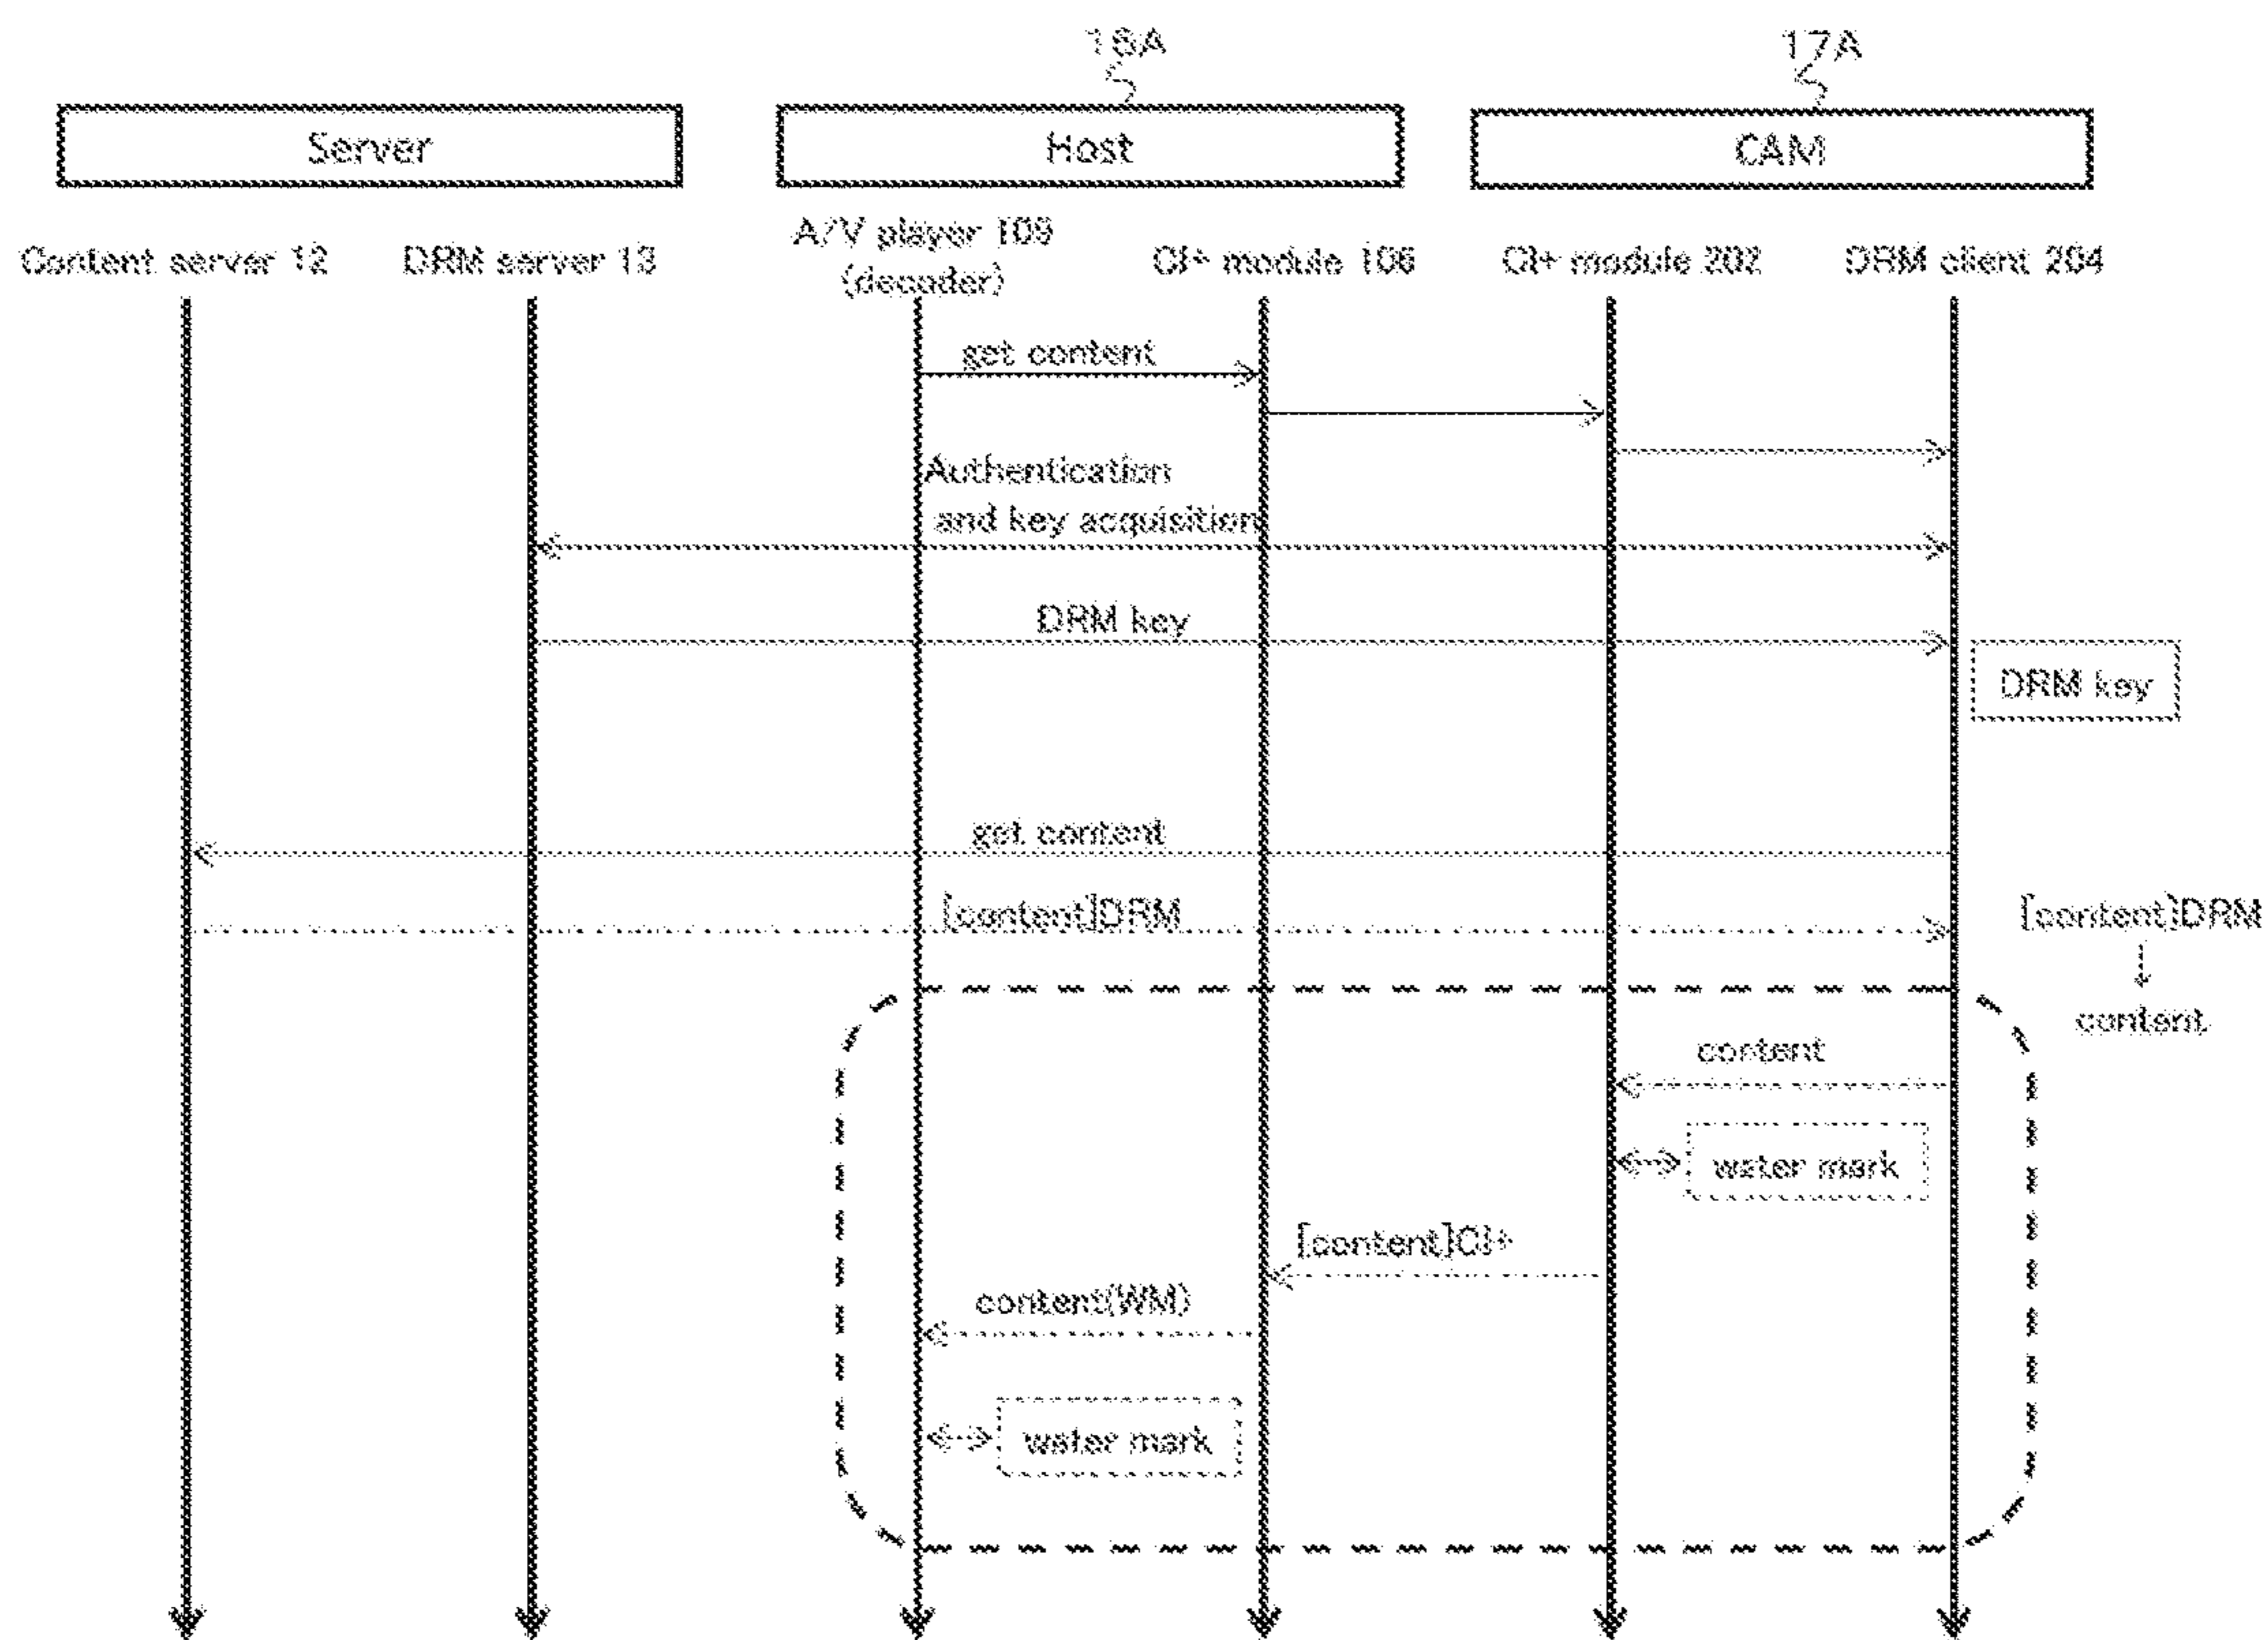 17A
Server
Host
CAM
Content server 12
DRM server 13
A/V player
(decoder)
CI+ module 106
CI+ module 202
DRM client 204
get content
Authentication
and key acquisition
DRM key
DRM key
get content
[content]DRM
[content]DRM
content
content
water mark
[content]CI+
content(WM)
water mark